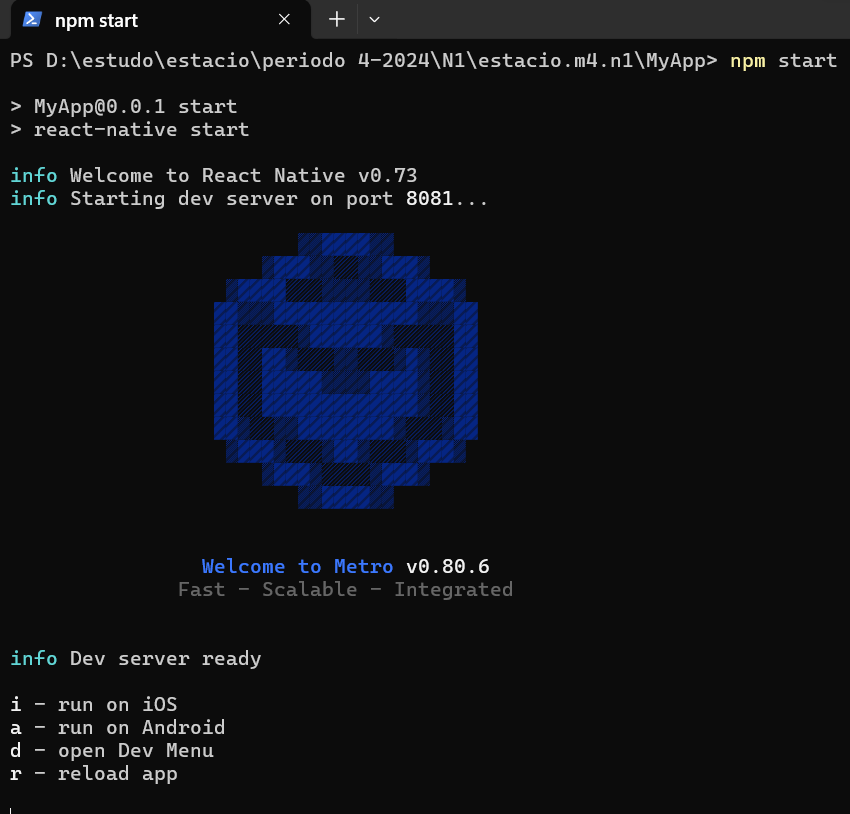 npm start
PS D:\estudo\estacio\periodo 4-2024\N1\estacio.m4.n1\MyApp> npm start
> MyApp@0.0.1 start
> react-native start
info Welcome to React Native v0.73
info Starting dev server on port 8081...
Welcome to Metro v0.80.6
Fast - Scalable - Integrated
info Dev server ready
i - run on iOS
a - run on Android
d - open Dev Menu
r - reload app